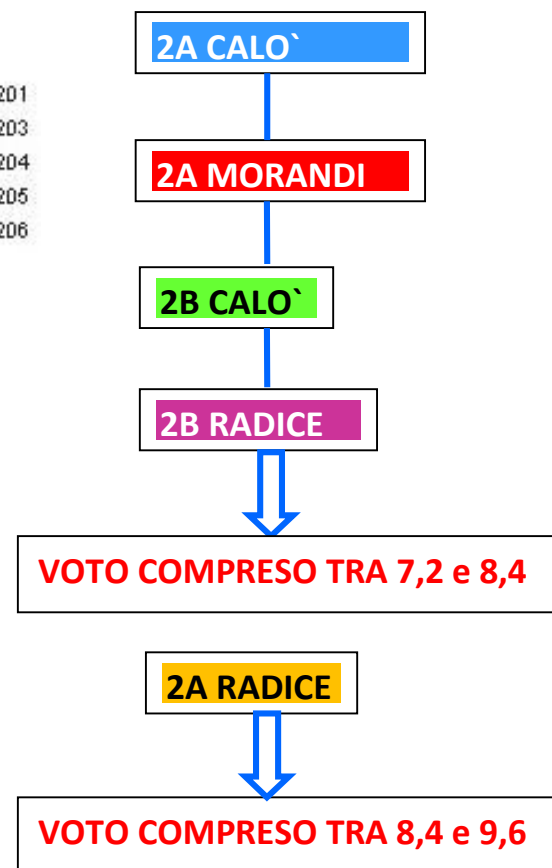 2A CALO`
201
203
204
205
206
2A MORANDI
2B CALO`
2B RADICE
VOTO COMPRESO TRA 7,2 e 8,4
2A RADICE
VOTO COMPRESO TRA 8,4 e 9,6